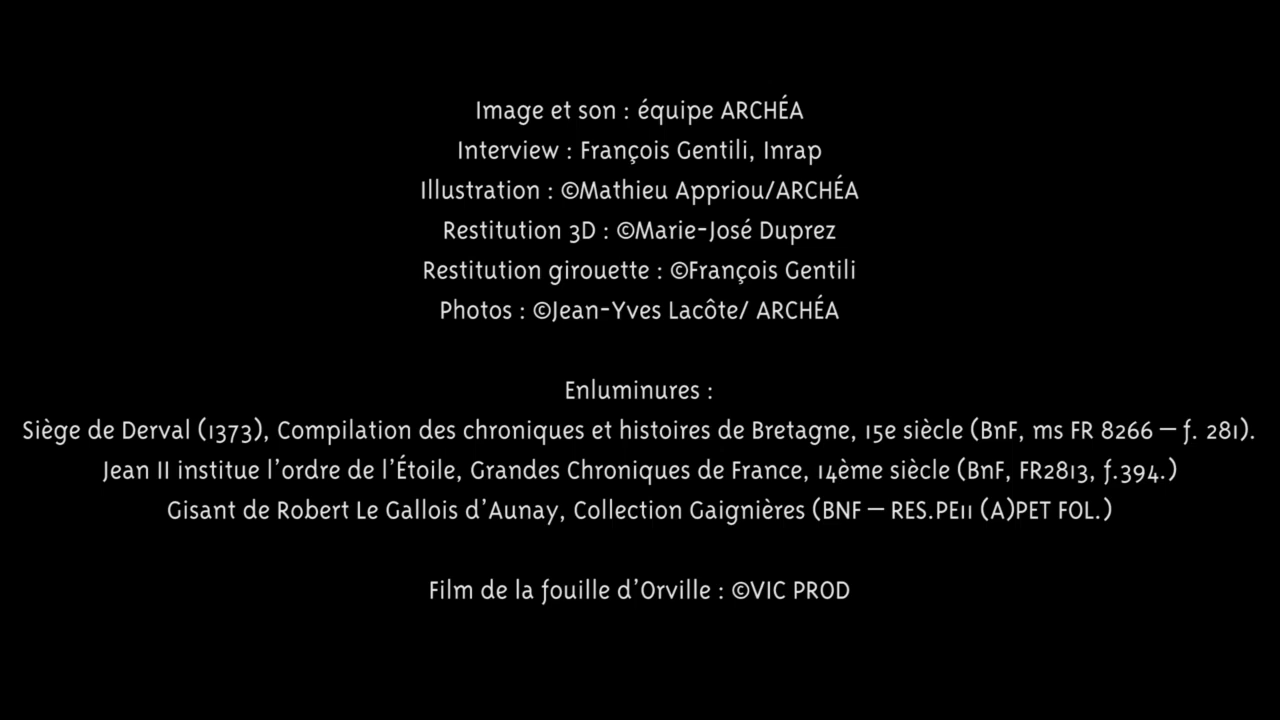 Image et son : équipe ARCHÉA
Interview : François Gentili, Inrap
Illustration : ©Mathieu Appriou/ARCHÉA
Restitution 3D : ©Marie-José Duprez
Restitution girouette : ©François Gentili
Photos : ©Jean-Yves Lacôte/ ARCHÉA
Enluminures :
Siège de Derval (1373), Compilation des chroniques et histoires de Bretagne, 15e siècle (BnF, ms FR 8266 – f. 281).
Jean II institue l’ordre de l’Étoile, Grandes Chroniques de France, 14ème siècle (BnF, FR2813, f.394.)
Gisant de Robert Le Gallois d’Aunay, Collection Gaignières (BNF – RES.PE11 (A)PET FOL.)
Film de la fouille d’Orville : ©VIC PROD